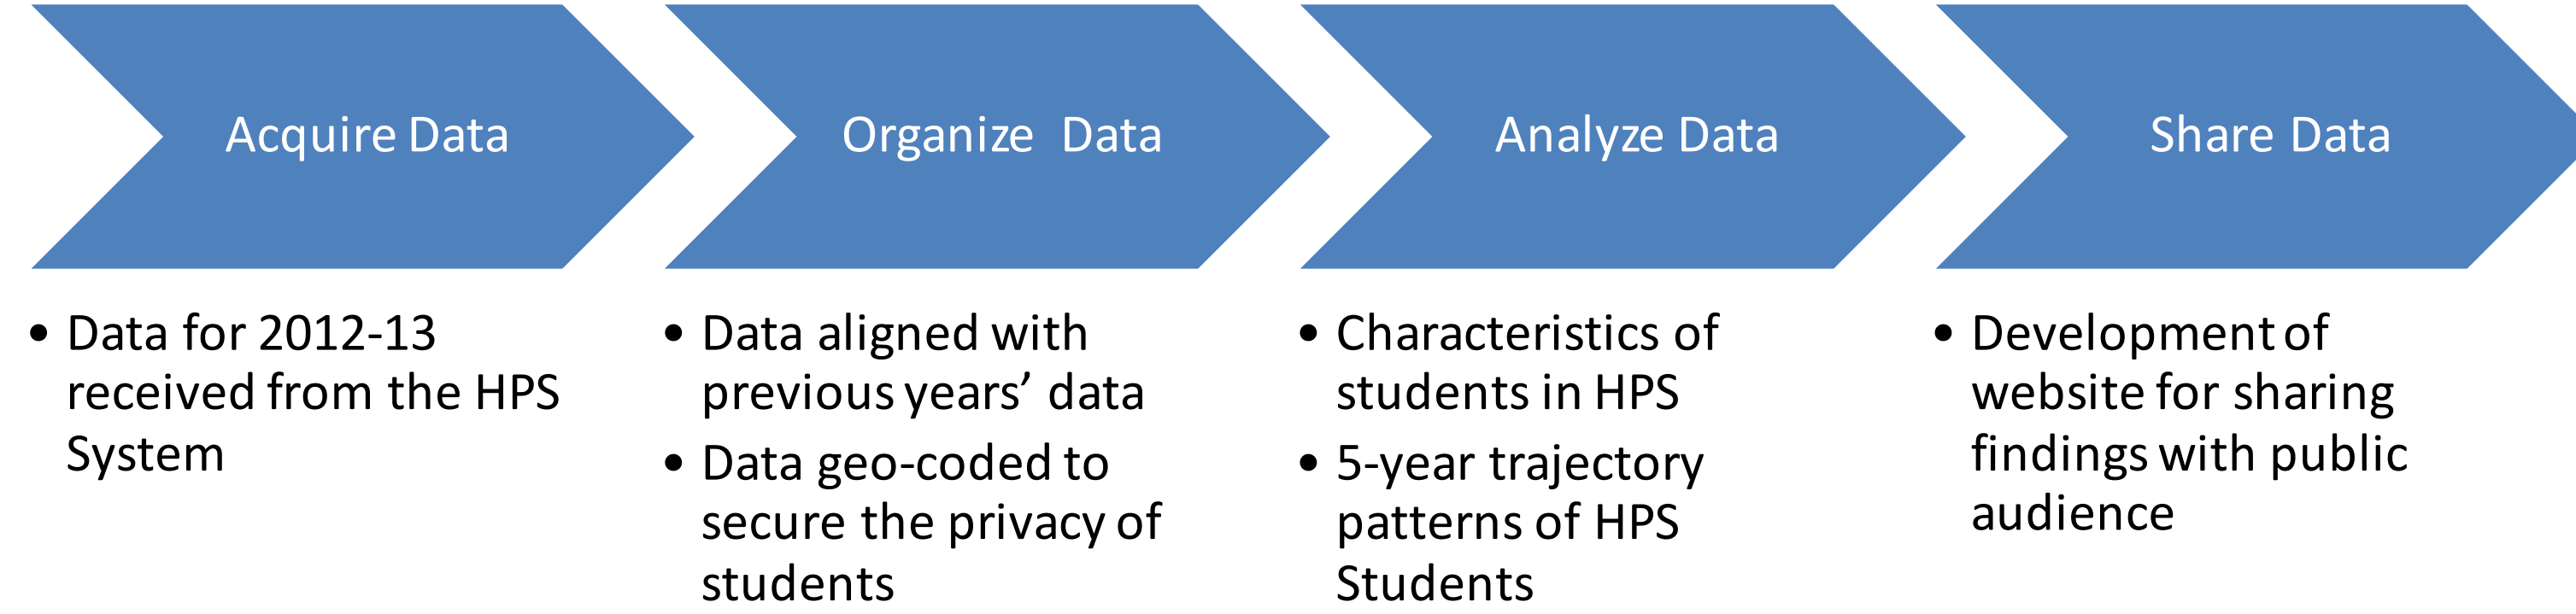 Acquire Data
Organize Data
Analyze Data
Share Data
• Data for 2012-13
received from the HPS
System
• Data aligned with
previous years’ data
• Data geo-coded to
secure the privacy of
students
• Characteristics of
students in HPS
• 5-year trajectory
patterns of HPS
Students
• Development of
website for sharing
findings with public
audience